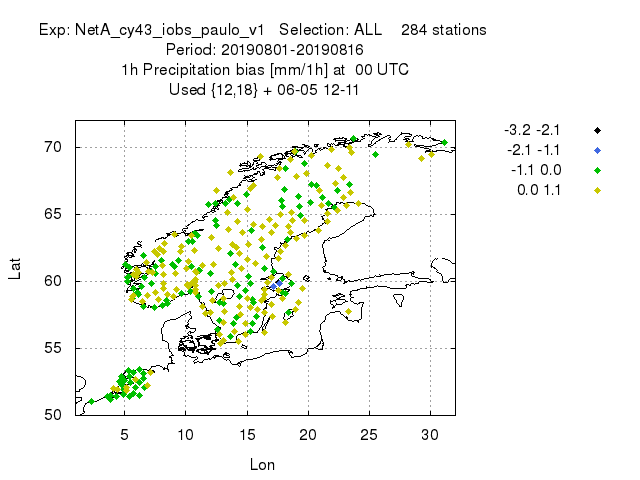 Exp: NetA_cy43_iobs_paulo_v1   Selection: ALL    284 stations
Period: 20190801-20190816
1h Precipitation bias [mm/1h] at  00 UTC
Used {12,18} + 06-05 12-11
-3.2 -2.1
-2.1 -1.1
-1.1 0.0
0.0 1.1
70
65
60
55
50
Lat
5 10 15 20 25 30
Lon